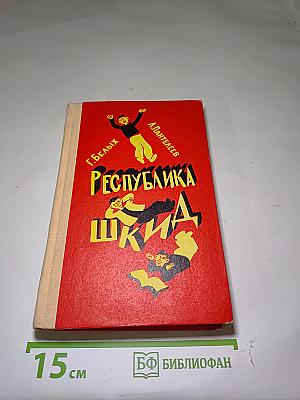 Г. БЕЛЫХ
А. ПАНТЕЛЕЕВ
РЕСПУБЛИКА
ШКИД
15 см
БФ БИБЛИОФАН